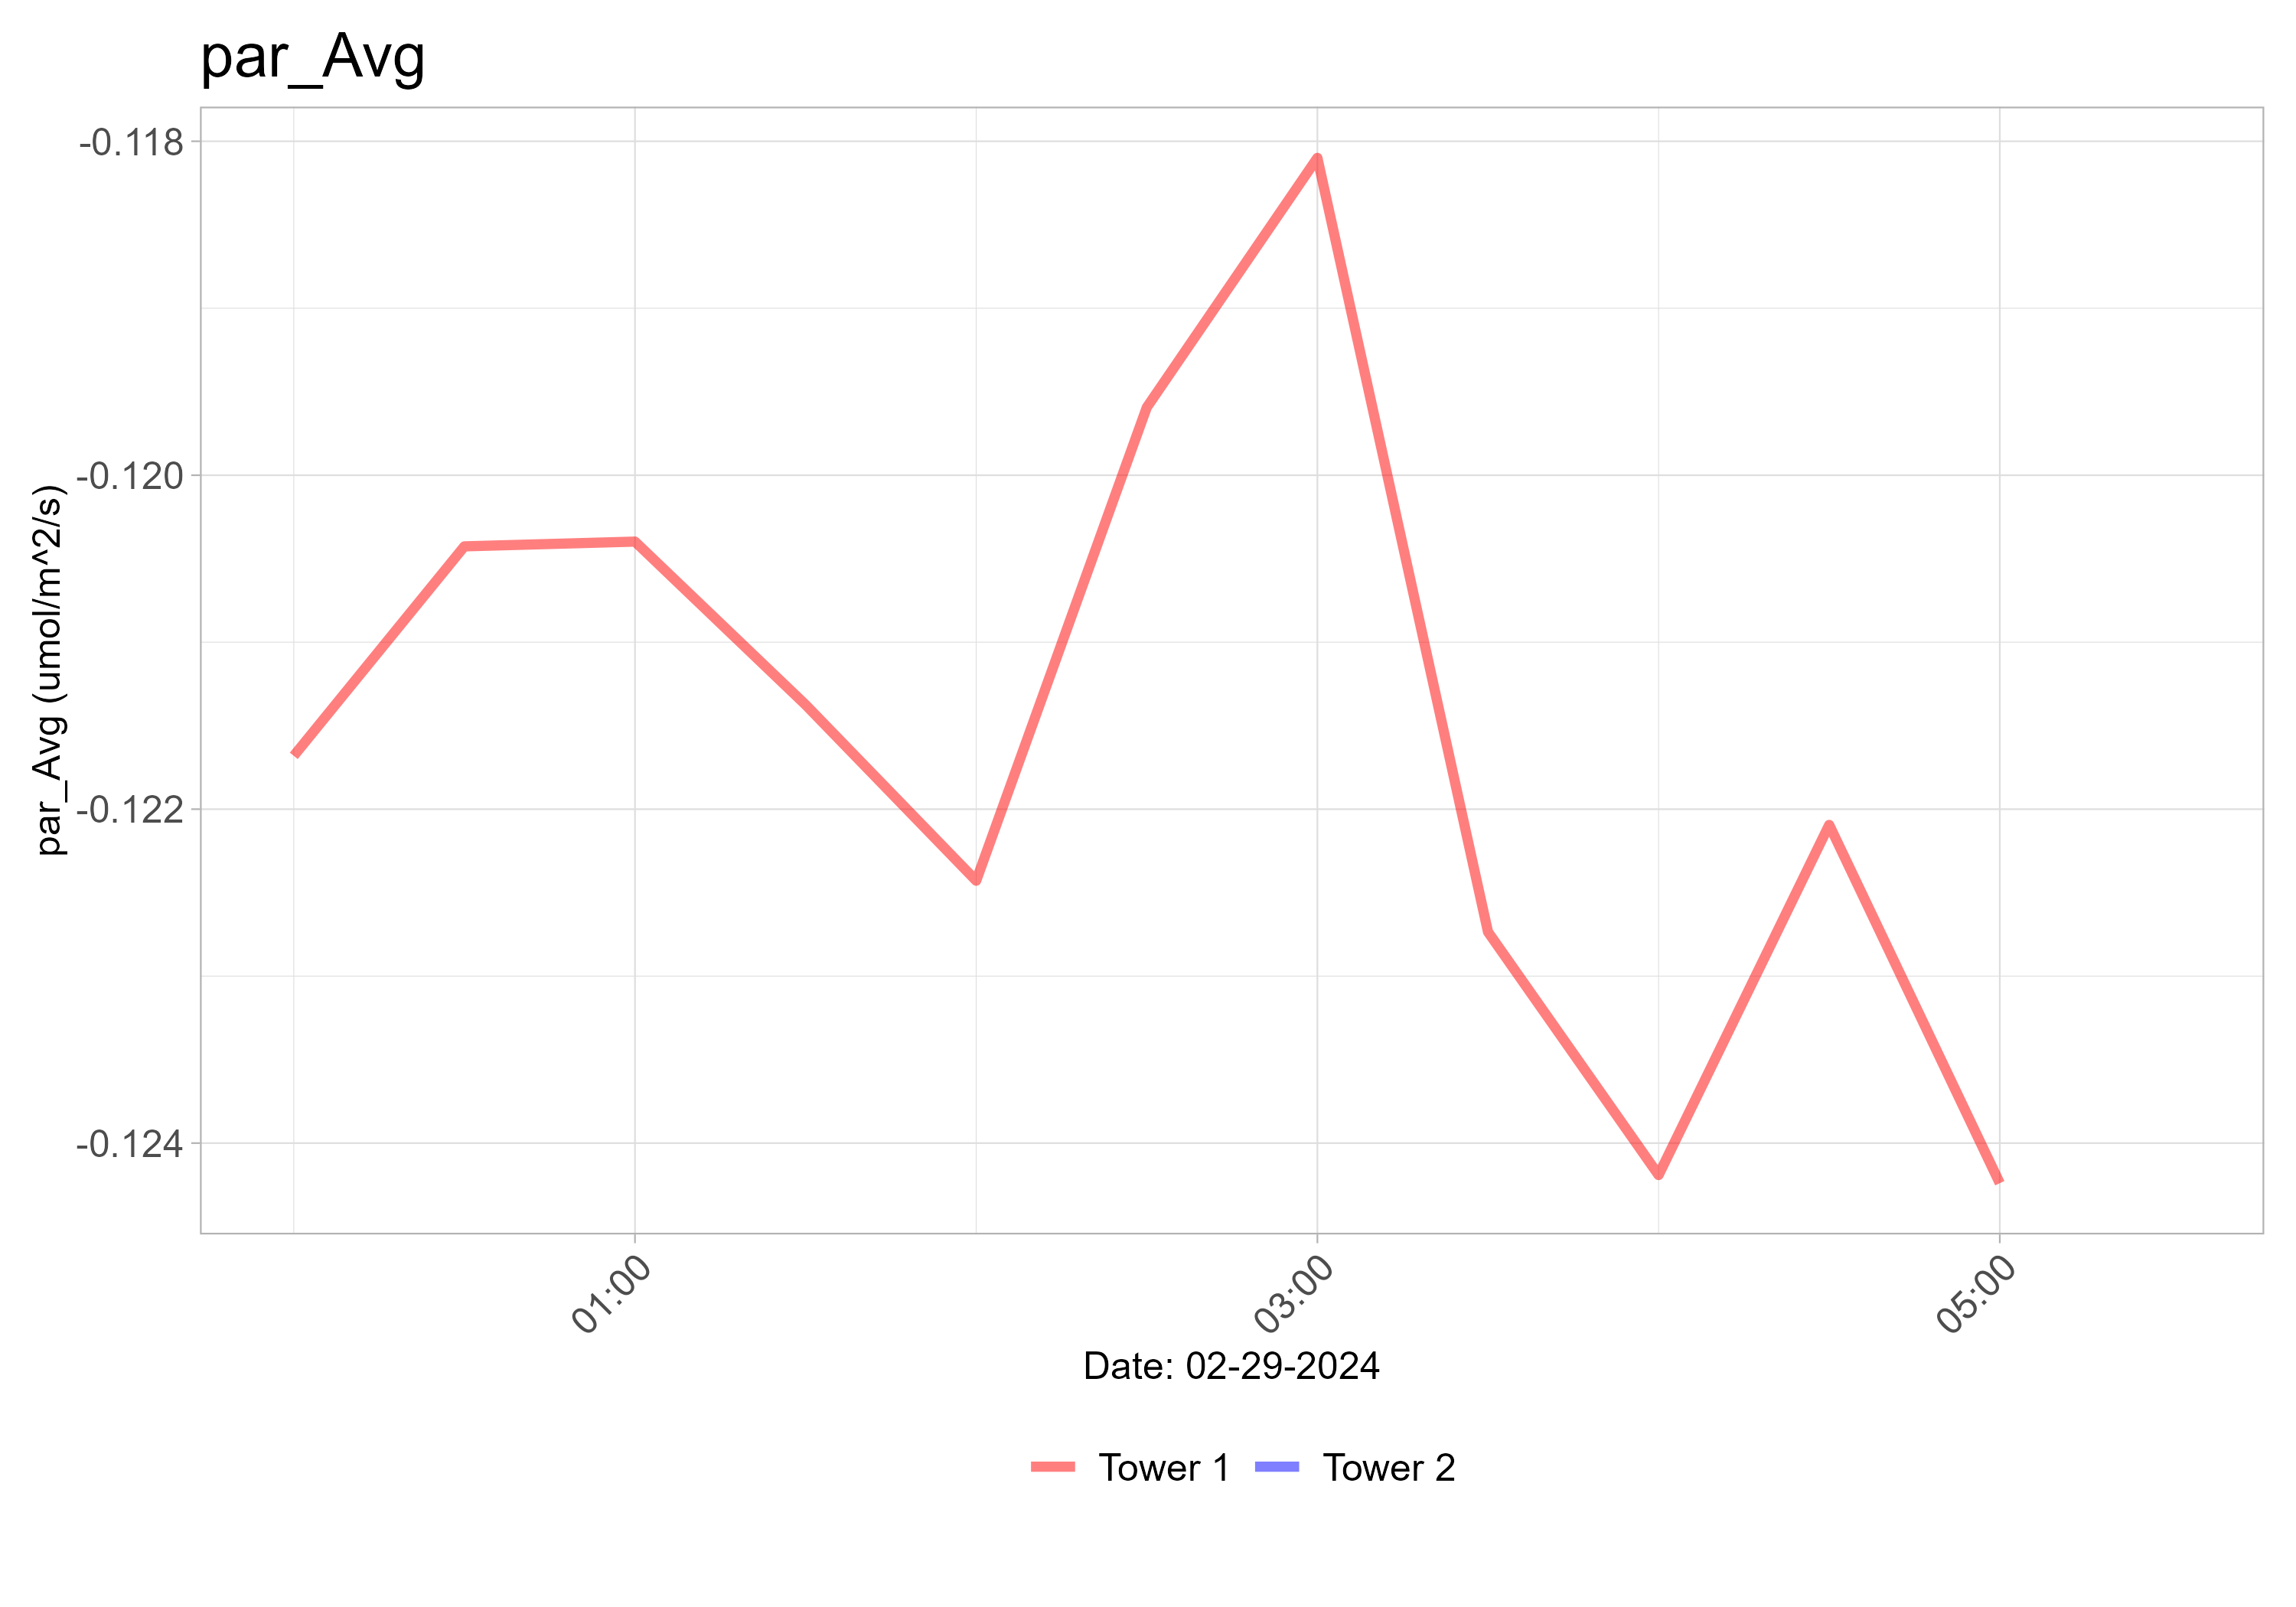 par_Avg
-0.118
-0.120
-0.122
-0.124
par_Avg (umol/m^2/s)
01:00
03:00
05:00
Date: 02-29-2024
Tower 1
Tower 2